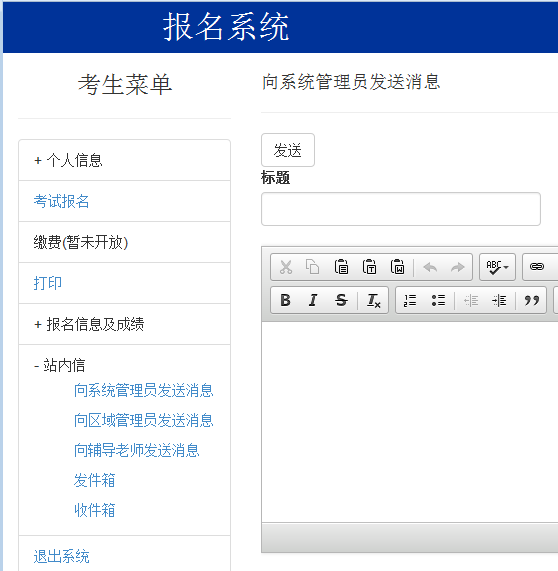 报名系统
考生菜单
+ 个人信息
考试报名
缴费(暂未开放)
打印
+ 报名信息及成绩
- 站内信
向系统管理员发送消息
向区域管理员发送消息
向辅导老师发送消息
发件箱
收件箱
退出系统
向系统管理员发送消息
发送
标题
ABC
B I S Tx